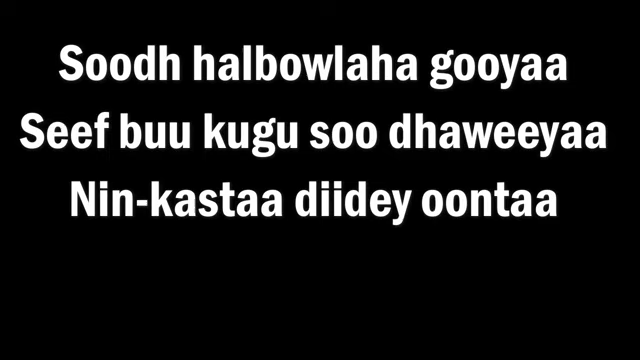 Soodh halbowlaha gooyaa
Seef buu kugu soo dhaweeyaa
Nin-kastaa diidey oontaa